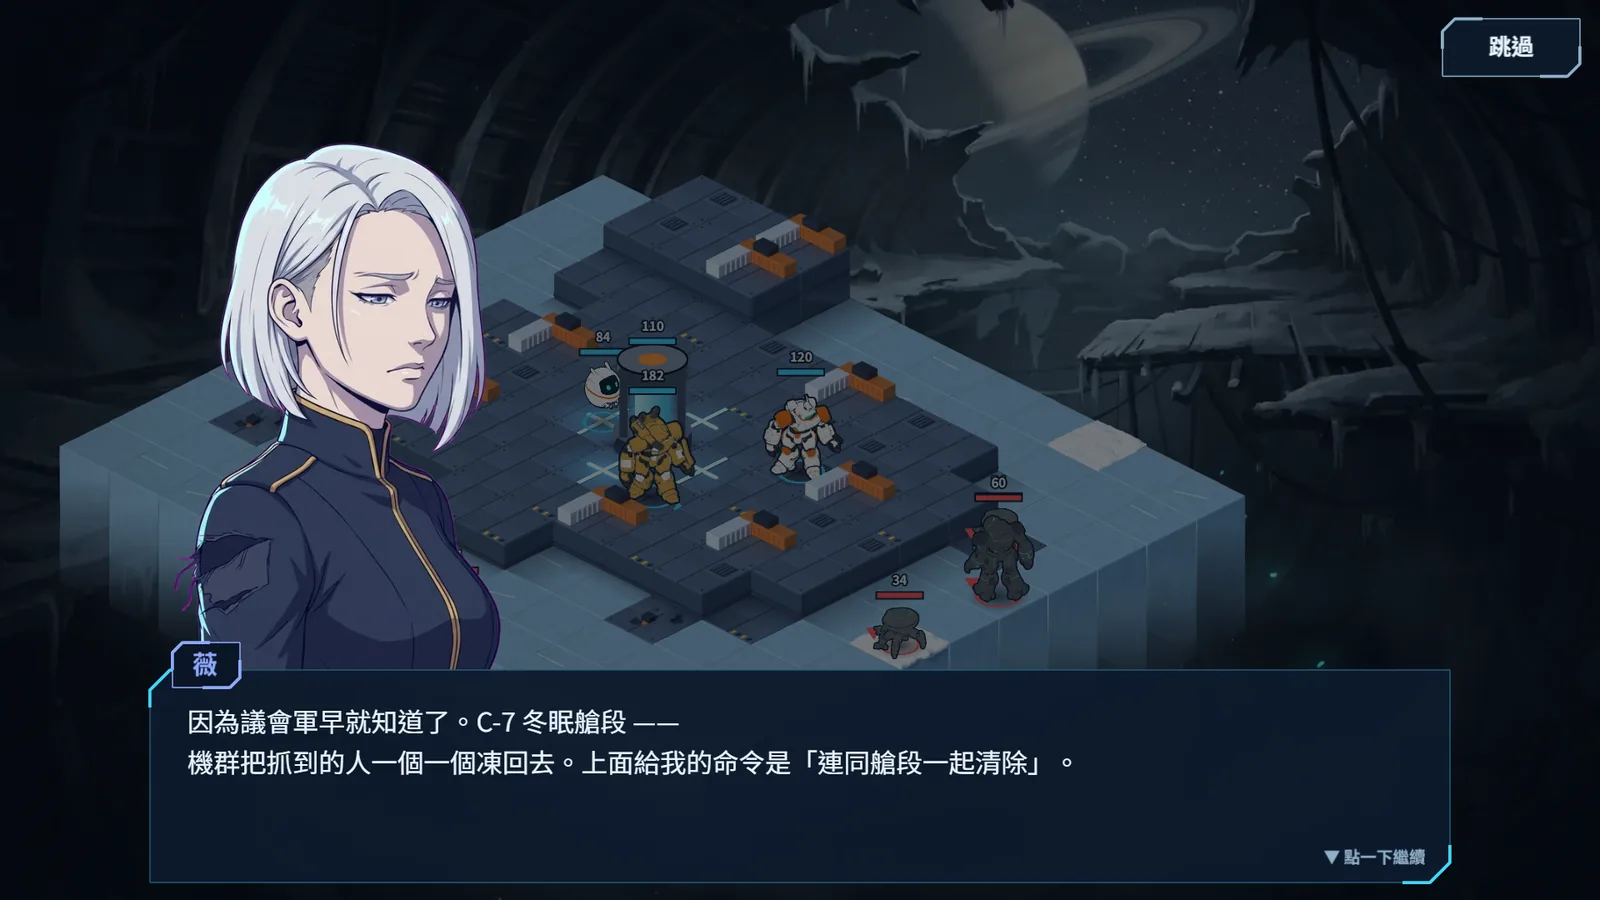 跳過
84
110
182
120
60
34
薇
因為議會軍早就知道了。C-7 冬眠艙段 ——
機群把抓到的人一個一個凍回去。上面給我的命令是「連同艙段一起清除」。
▼點一下繼續